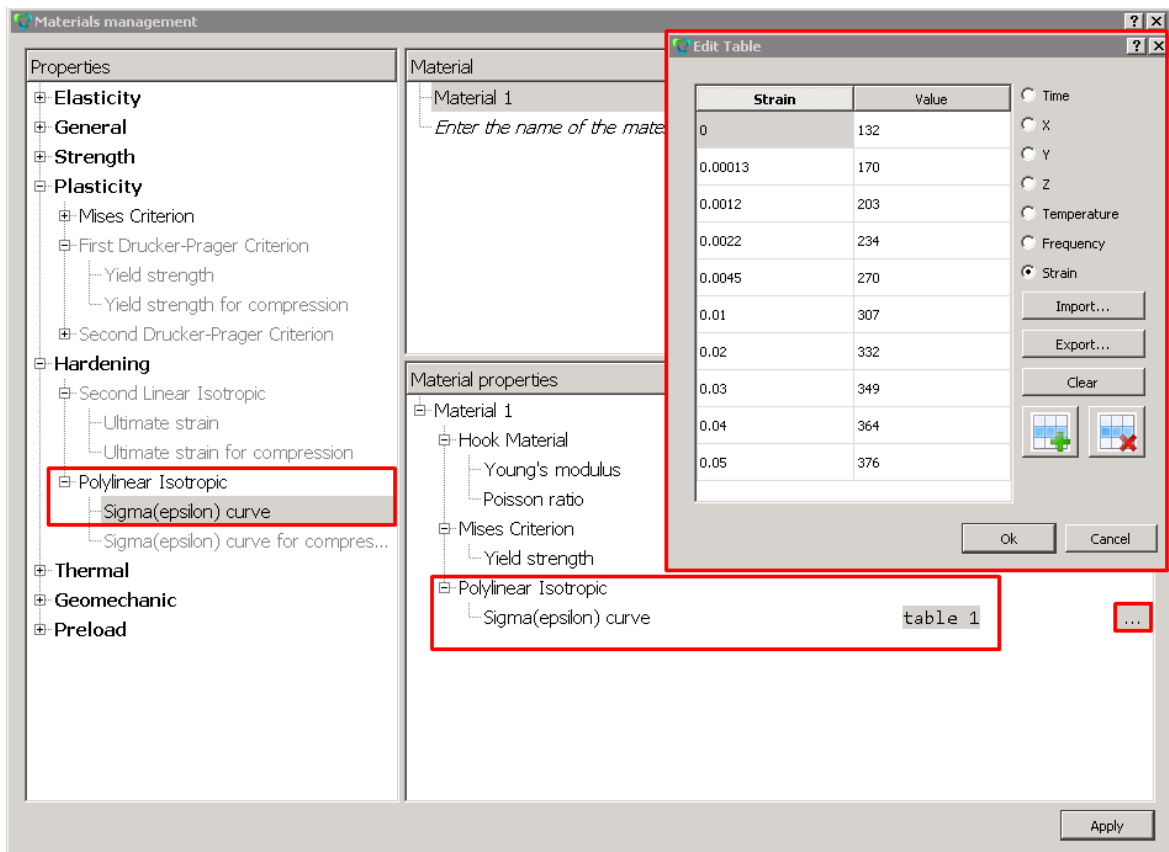 Materials management
Properties
Elasticity
General
Strength
Plasticity
Mises Criterion
First Drucker-Prager Criterion
Yield strength
Yield strength for compression
Second Drucker-Prager Criterion
Hardening
Second Linear Isotropic
Ultimate strain
Ultimate strain for compression
Polylinear Isotropic
Sigma(epsilon) curve
Sigma(epsilon) curve for compres...
Thermal
Geomechanic
Preload
Material
Material 1
Enter the name of the mate
Material properties
Material 1
Hook Material
Young's modulus
Poisson ratio
Mises Criterion
Yield strength
Polylinear Isotropic
Sigma(epsilon) curve table 1 ...
Apply
Edit Table
Strain Value
0 132
0.00013 170
0.0012 203
0.0022 234
0.0045 270
0.01 307
0.02 332
0.03 349
0.04 364
0.05 376
Time
X
Y
Z
Temperature
Frequency
Strain
Import...
Export...
Clear
Ok Cancel